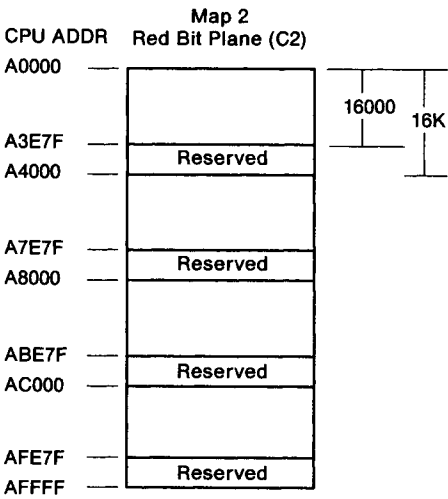 Map 2
CPU ADDR Red Bit Plane (C2)
A0000
16000
16K
A3E7F
Reserved
A4000
A7E7F
Reserved
A8000
ABE7F
Reserved
AC000
AFE7F
Reserved
AFFFF